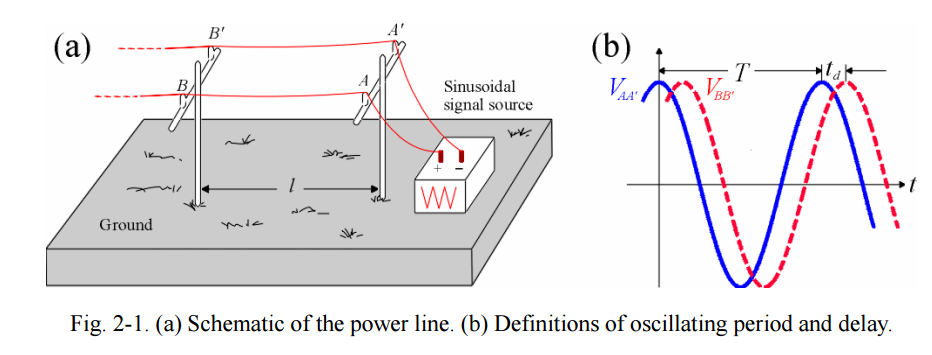 (a)
B'
A'
B
A
Sinusoidal
signal source
+ −
l
Ground
(b)
T
t_d
V_AA'
V_BB'
t
Fig. 2-1. (a) Schematic of the power line. (b) Definitions of oscillating period and delay.